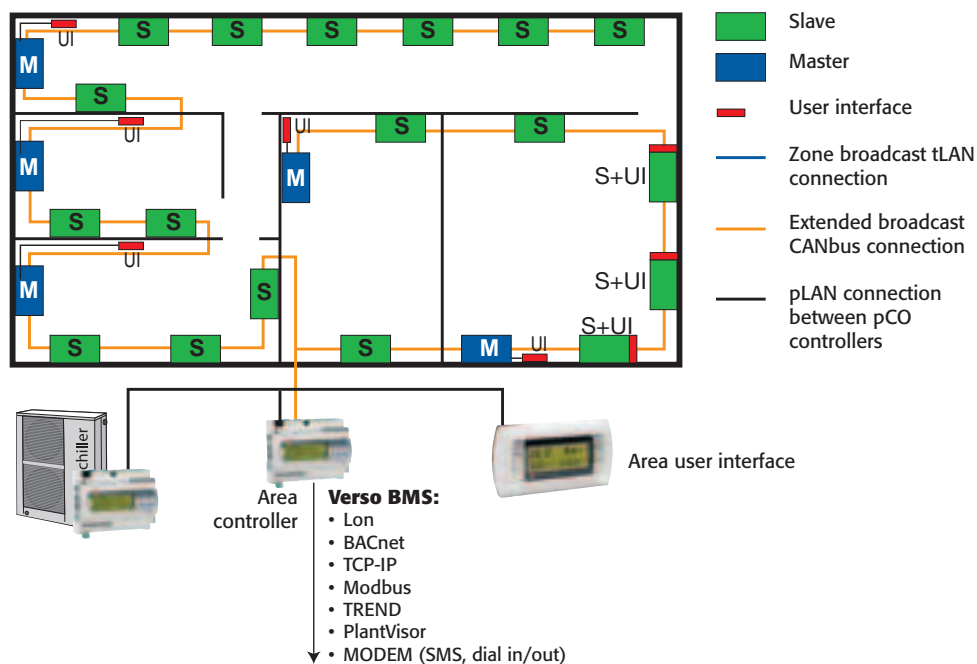 UI
S
S
S
S
S
S
M
S
UI
M
S
S
UI
M
S
S
S
UI
M
S
S
S+UI
S+UI
S+UI
UI
M
S
Slave
Master
User interface
Zone broadcast tLAN
connection
Extended broadcast
CANbus connection
pLAN connection
between pCO
controllers
chiller
Area
controller
Area user interface
Verso BMS:
• Lon
• BACnet
• TCP-IP
• Modbus
• TREND
• PlantVisor
• MODEM (SMS, dial in/out)